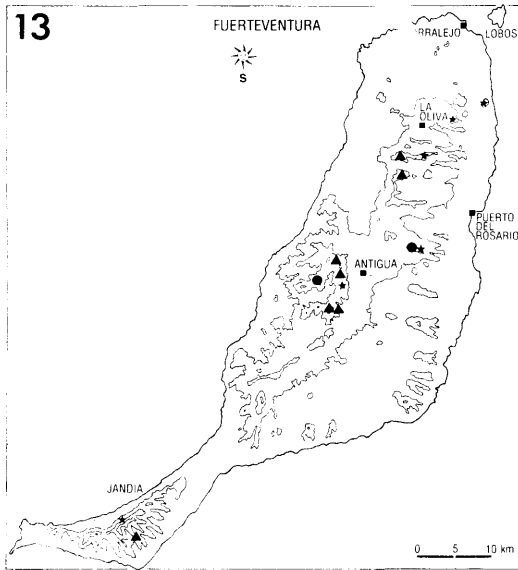 13
FUERTEVENTURA
S
RRALEJO
LOBOS
LA
OLIVA
PUERTO
DEL
ROSARIO
ANTIGUA
JANDIA
0 5 10 km